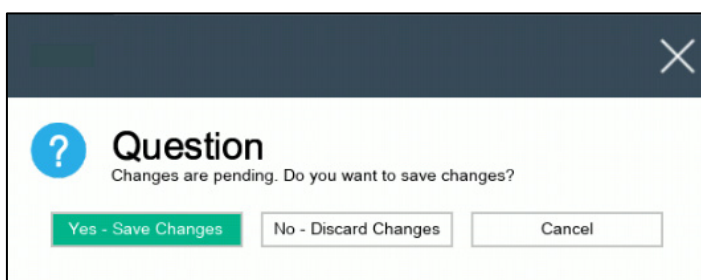 ?
Question
Changes are pending. Do you want to save changes?
Yes - Save Changes
No - Discard Changes
Cancel